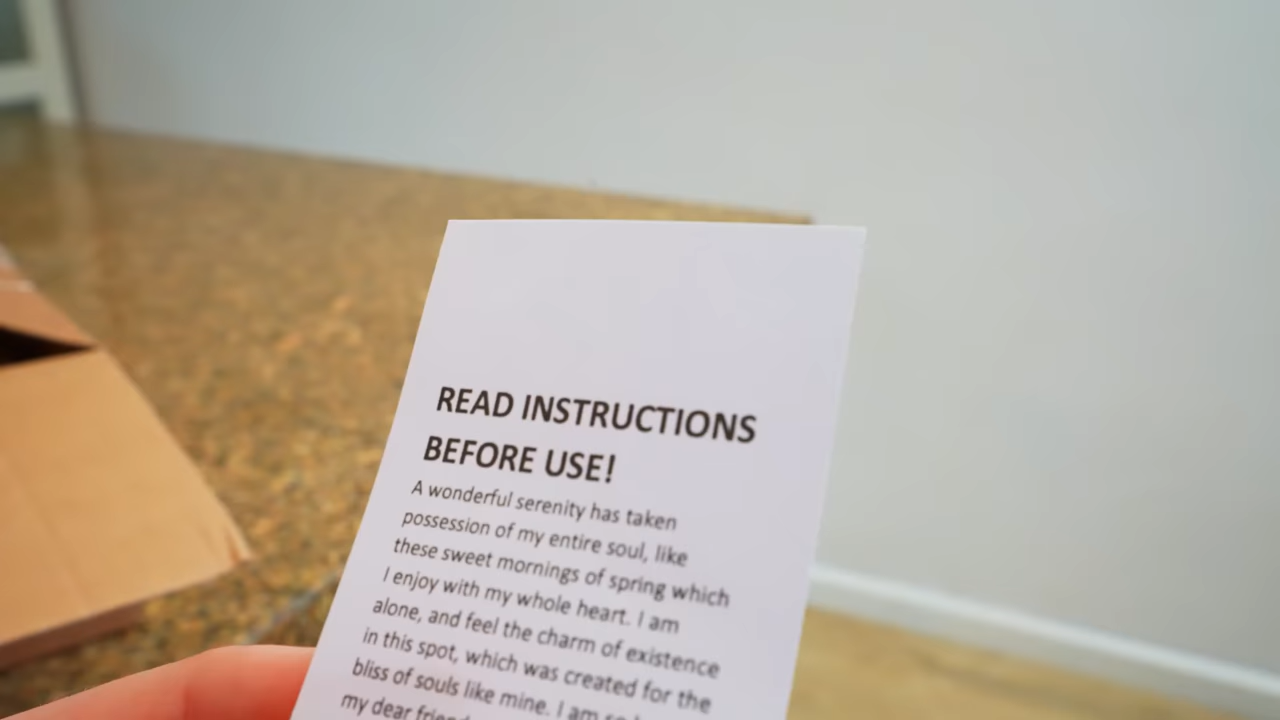 READ INSTRUCTIONS
BEFORE USE!
A wonderful serenity has taken
possession of my entire soul, like
these sweet mornings of spring which
I enjoy with my whole heart. I am
alone, and feel the charm of existence
in this spot, which was created for the
bliss of souls like mine. I am so
my dear